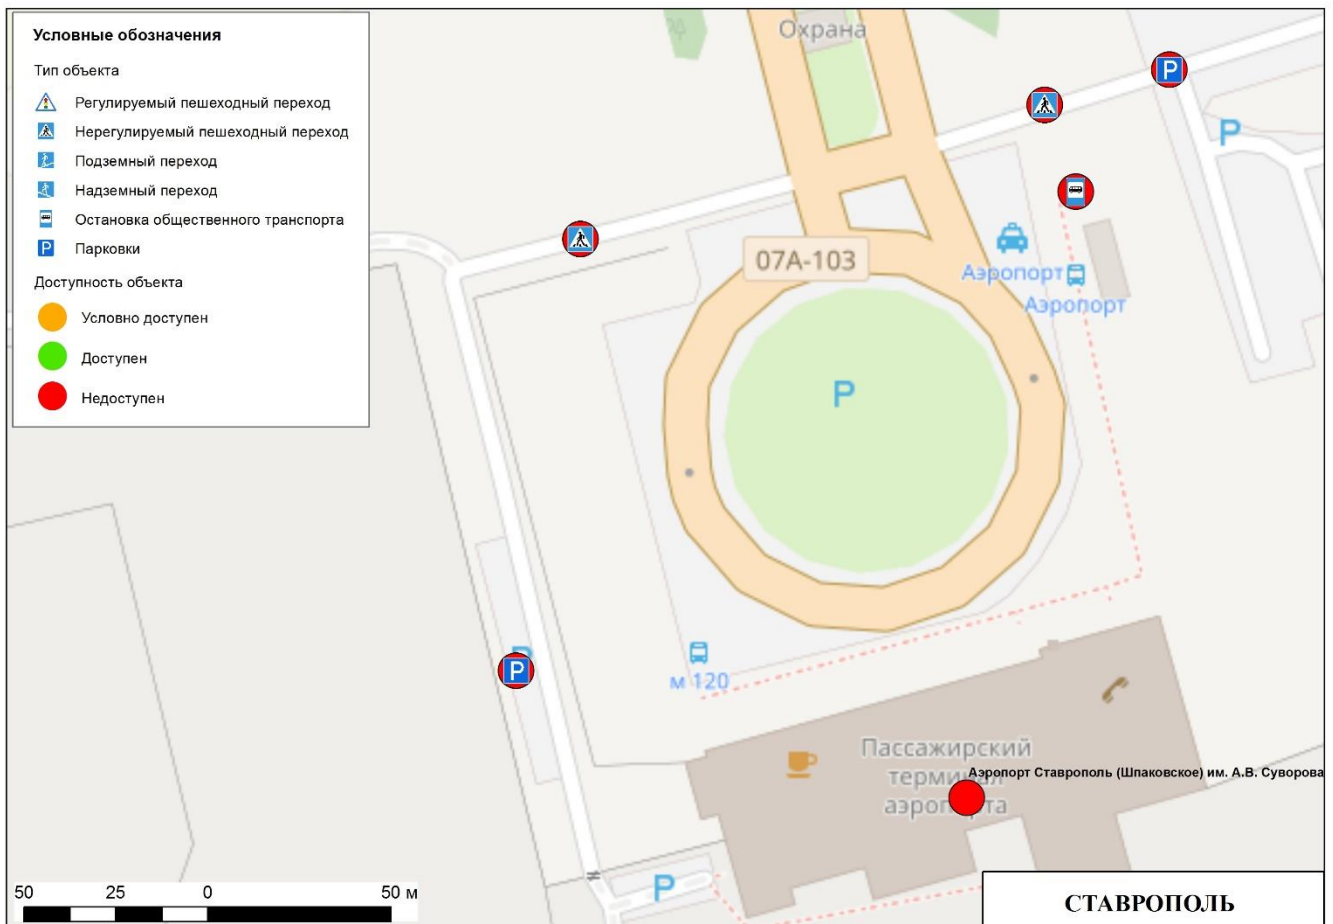 Условные обозначения
Тип объекта
Регулируемый пешеходный переход
Нерегулируемый пешеходный переход
Подземный переход
Надземный переход
Остановка общественного транспорта
P Парковки
Доступность объекта
Условно доступен
Доступен
Недоступен
Охрана
P
P
07А-103
Аэропорт
Аэропорт
P
P
P
м 120
Пассажирский
терминал
аэропорта
Аэропорт Ставрополь (Шпаковское) им. А.В. Суворова
P
50 25 0 50 м
СТАВРОПОЛЬ